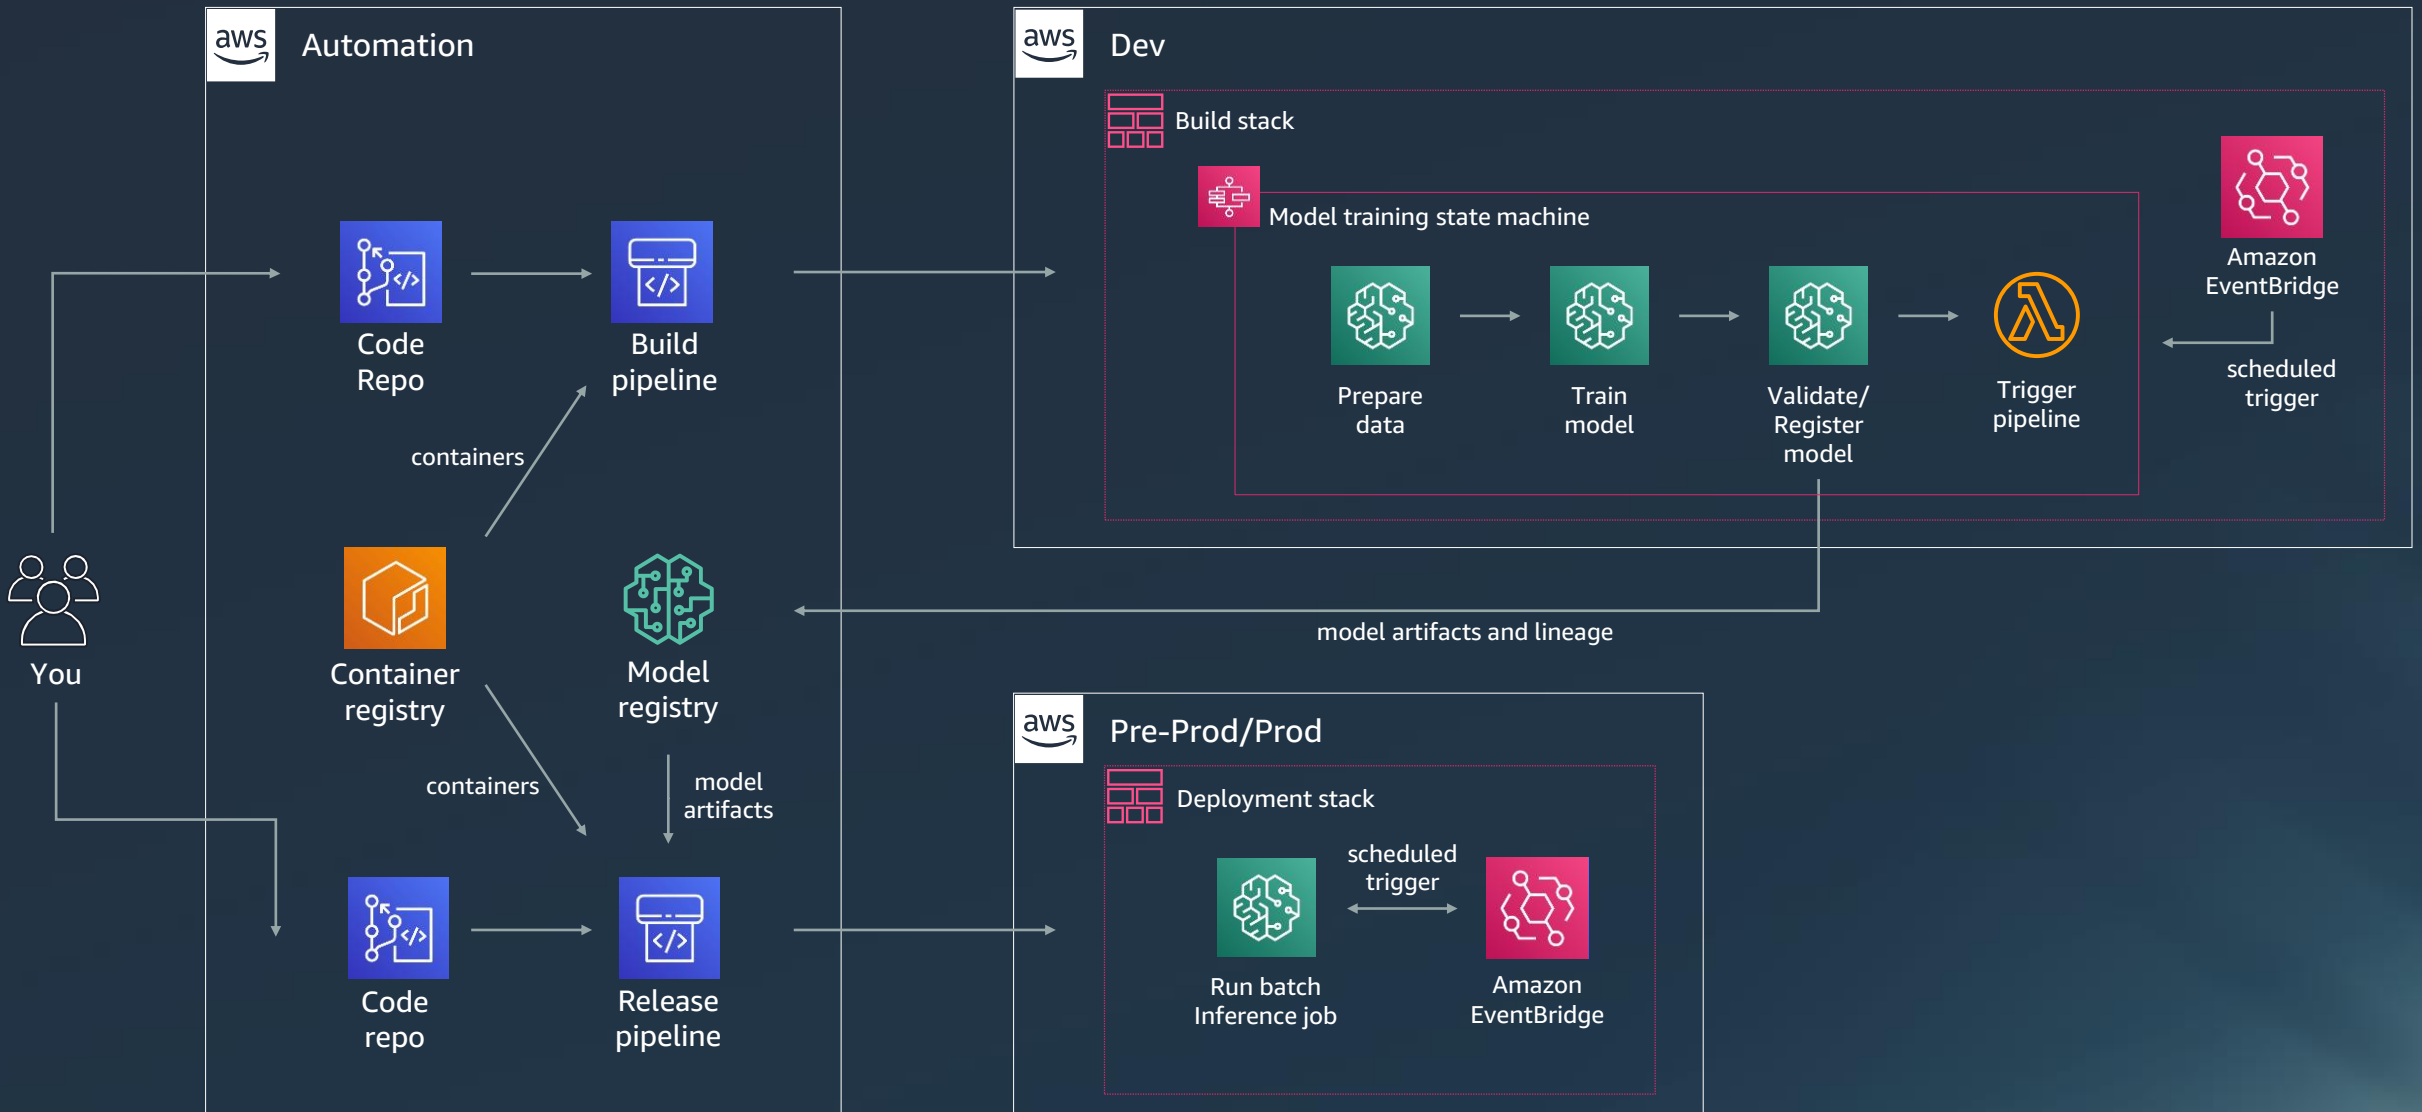 aws
Automation
Code
Repo
Build
pipeline
containers
You
Container
registry
Model
registry
containers
model
artifacts
Code
repo
Release
pipeline
aws
Dev
Build stack
Model training state machine
Prepare
data
Train
model
Validate/
Register
model
Trigger
pipeline
Amazon
EventBridge
scheduled
trigger
model artifacts and lineage
aws
Pre-Prod/Prod
Deployment stack
Run batch
Inference job
scheduled
trigger
Amazon
EventBridge